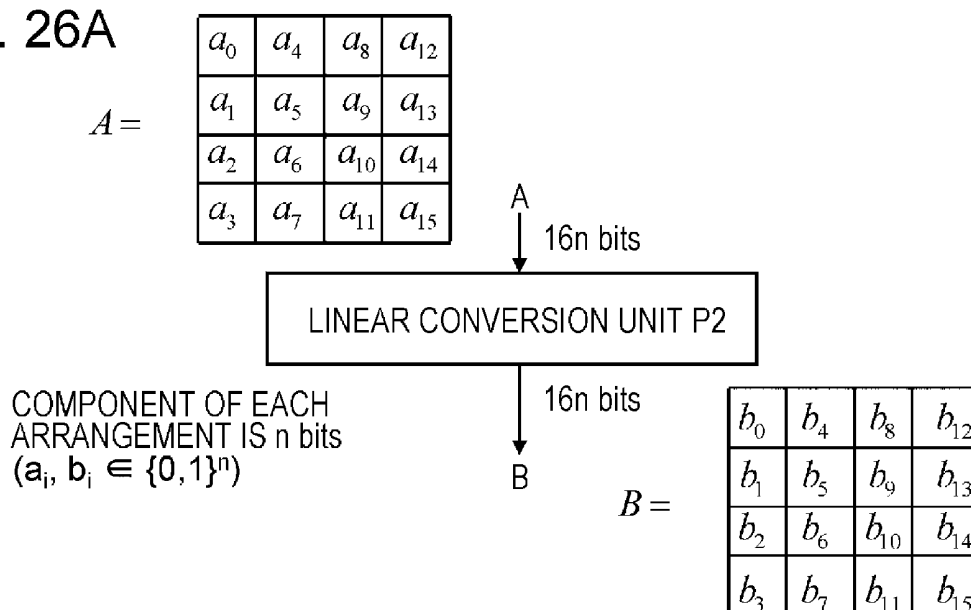 . 26A
A =
a₀ a₄ a₈ a₁₂
a₁ a₅ a₉ a₁₃
a₂ a₆ a₁₀ a₁₄
a₃ a₇ a₁₁ a₁₅
A
16n bits
LINEAR CONVERSION UNIT P2
16n bits
B
COMPONENT OF EACH
ARRANGEMENT IS n bits
(aᵢ, bᵢ ∈ {0,1}ⁿ)
B =
b₀ b₄ b₈ b₁₂
b₁ b₅ b₉ b₁₃
b₂ b₆ b₁₀ b₁₄
b₃ b₇ b₁₁ b₁₅